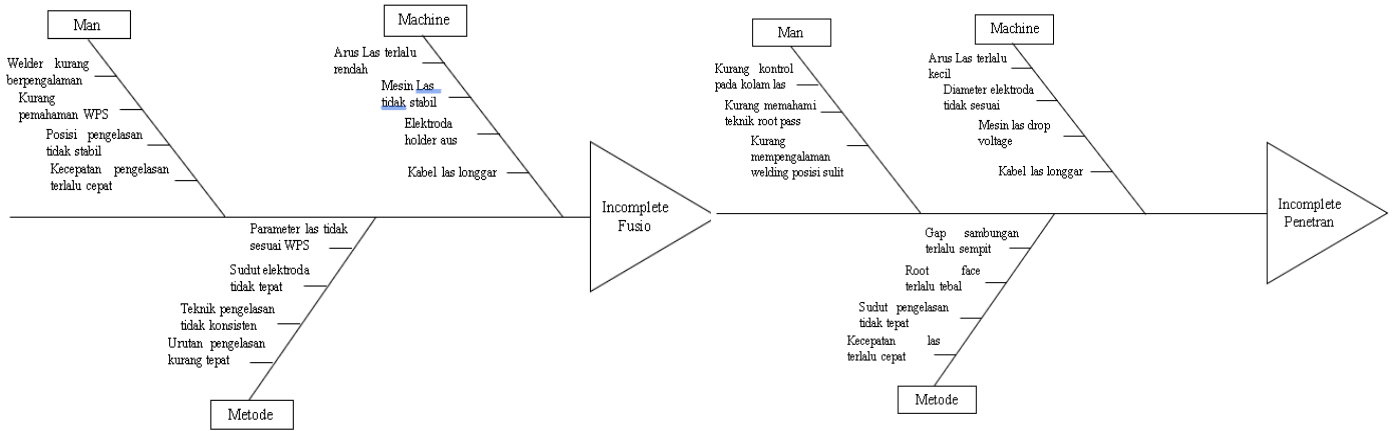 Man
Welder kurang
berpengalaman
Kurang
pemahaman WPS
Posisi pengelasan
tidak stabil
Kecepatan pengelasan
terlalu cepat
Machine
Arus Las terlalu
rendah
Mesin Las
tidak stabil
Elektroda
holder aus
Kabel las longgar
Parameter las tidak
sesuai WPS
Sudut elektroda
tidak tepat
Teknik pengelasan
tidak konsisten
Urutan pengelasan
kurang tepat
Metode
Incomplete
Fusio
Man
Kurang kontrol
pada kolam las
Kurang memahami
teknik root pass
Kurang
mempengalaman
welding posisi sulit
Machine
Arus Las terlalu
kecil
Diameter elektroda
tidak sesuai
Mesin las drop
voltage
Kabel las longgar
Gap sambungan
terlalu sempit
Root face
terlalu tebal
Sudut pengelasan
tidak tepat
Kecepatan las
terlalu cepat
Metode
Incomplete
Penetran